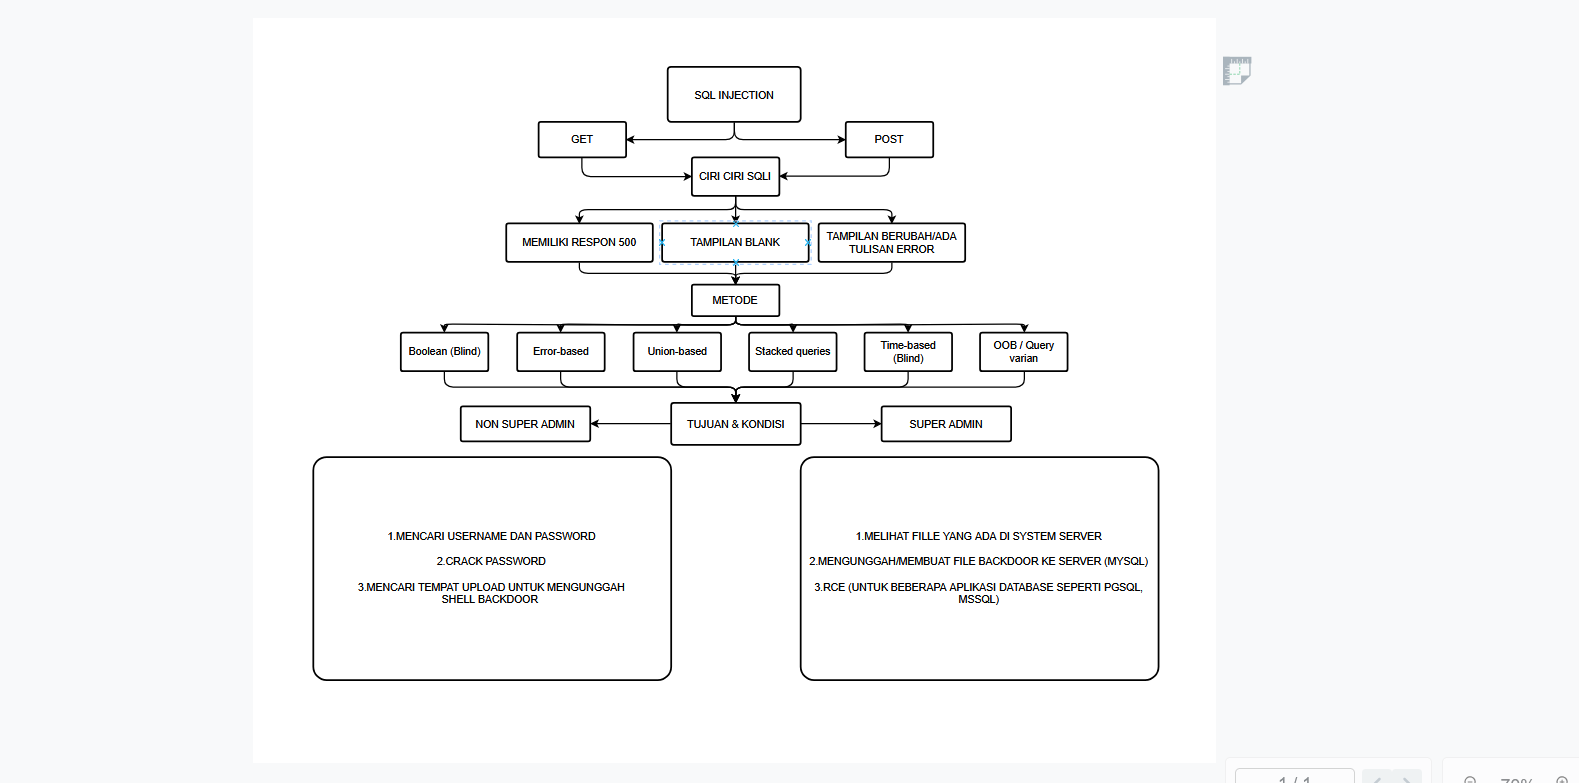 SQL INJECTION
GET
POST
CIRI CIRI SQLI
MEMILIKI RESPON 500
TAMPILAN BLANK
TAMPILAN BERUBAH/ADA
TULISAN ERROR
METODE
Boolean (Blind)
Error-based
Union-based
Stacked queries
Time-based
(Blind)
OOB / Query
varian
NON SUPER ADMIN
TUJUAN & KONDISI
SUPER ADMIN
1.MENCARI USERNAME DAN PASSWORD
2.CRACK PASSWORD
3.MENCARI TEMPAT UPLOAD UNTUK MENGUNGGAH
SHELL BACKDOOR
1.MELIHAT FILLE YANG ADA DI SYSTEM SERVER
2.MENGUNGGAH/MEMBUAT FILE BACKDOOR KE SERVER (MYSQL)
3.RCE (UNTUK BEBERAPA APLIKASI DATABASE SEPERTI PGSQL,
MSSQL)
1 / 1